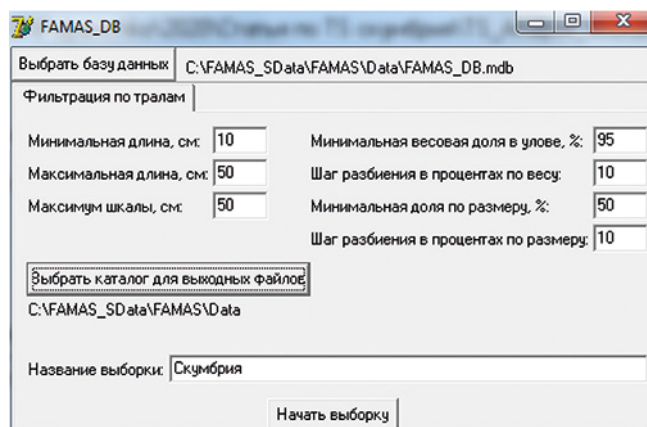 FAMAS_DB
Выбрать базу данных C:\FAMAS_SData\FAMAS\Data\FAMAS_DB.mdb
Фильтрация по тралам
Минимальная длина, см: 10 Минимальная весовая доля в улове, %: 95
Максимальная длина, см: 50 Шаг разбиения в процентах по весу: 10
Максимум шкалы, см: 50 Минимальная доля по размеру, %: 50
Шаг разбиения в процентах по размеру: 10
Выбрать каталог для выходных файлов
C:\FAMAS_SData\FAMAS\Data
Название выборки: Скумбрия
Начать выборку